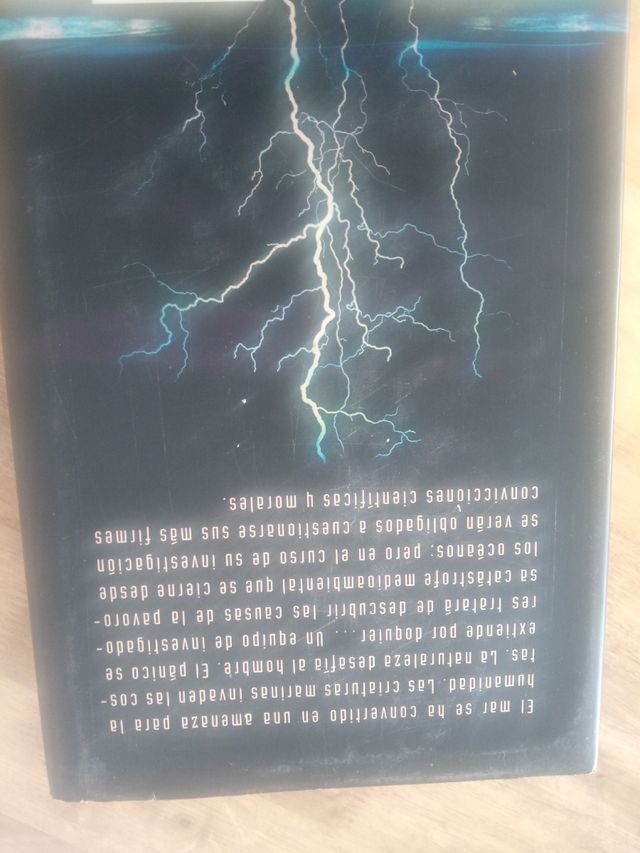 El mar se ha convertido en una amenaza para la
humanidad. Las criaturas marinas invaden las cos-
tas. La naturaleza desafía al hombre. El pánico se
extiende por doquier ... Un equipo de investigado-
res tratará de descubrir las causas de la pavoro-
sa catástrofe medioambiental que se cierne desde
los océanos; pero en el curso de su investigación
se verán obligados a cuestionarse sus más firmes
convicciones científicas y morales.